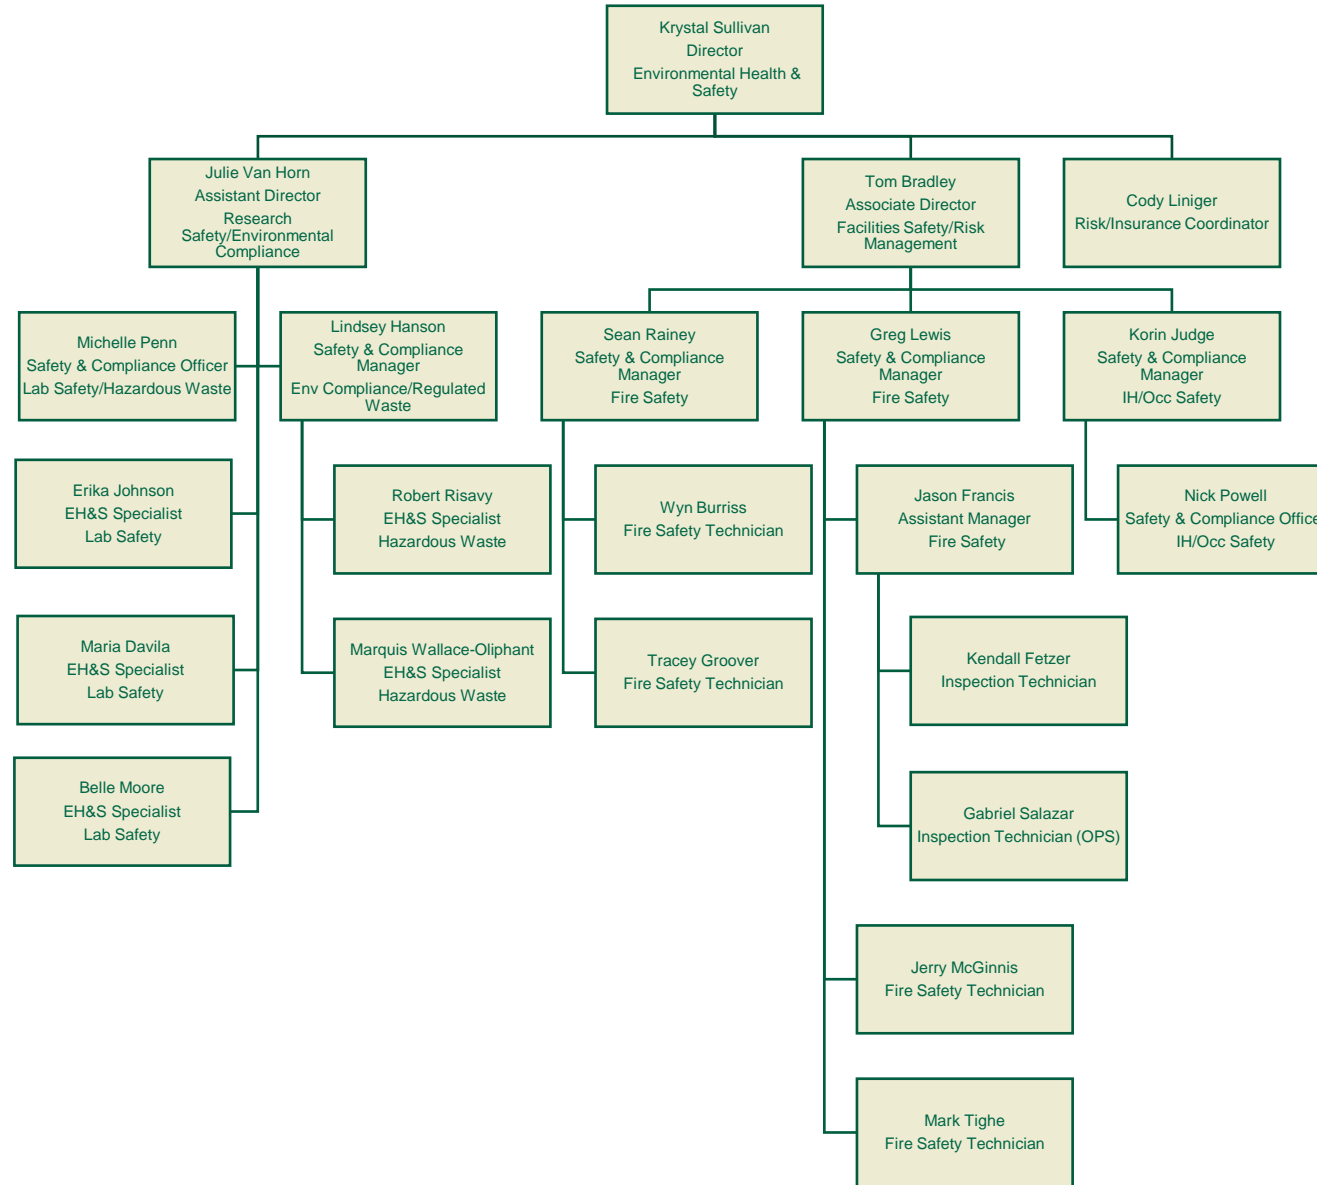 Krystal Sullivan
Director
Environmental Health &
Safety
Julie Van Horn
Assistant Director
Research
Safety/Environmental
Compliance
Tom Bradley
Associate Director
Facilities Safety/Risk
Management
Cody Liniger
Risk/Insurance Coordinator
Michelle Penn
Safety & Compliance Officer
Lab Safety/Hazardous Waste
Lindsey Hanson
Safety & Compliance
Manager
Env Compliance/Regulated
Waste
Sean Rainey
Safety & Compliance
Manager
Fire Safety
Greg Lewis
Safety & Compliance
Manager
Fire Safety
Korin Judge
Safety & Compliance
Manager
IH/Occ Safety
Erika Johnson
EH&S Specialist
Lab Safety
Robert Risavy
EH&S Specialist
Hazardous Waste
Wyn Burriss
Fire Safety Technician
Jason Francis
Assistant Manager
Fire Safety
Nick Powell
Safety & Compliance Office
IH/Occ Safety
Maria Davila
EH&S Specialist
Lab Safety
Marquis Wallace-Oliphant
EH&S Specialist
Hazardous Waste
Tracey Groover
Fire Safety Technician
Kendall Fetzer
Inspection Technician
Belle Moore
EH&S Specialist
Lab Safety
Gabriel Salazar
Inspection Technician (OPS)
Jerry McGinnis
Fire Safety Technician
Mark Tighe
Fire Safety Technician